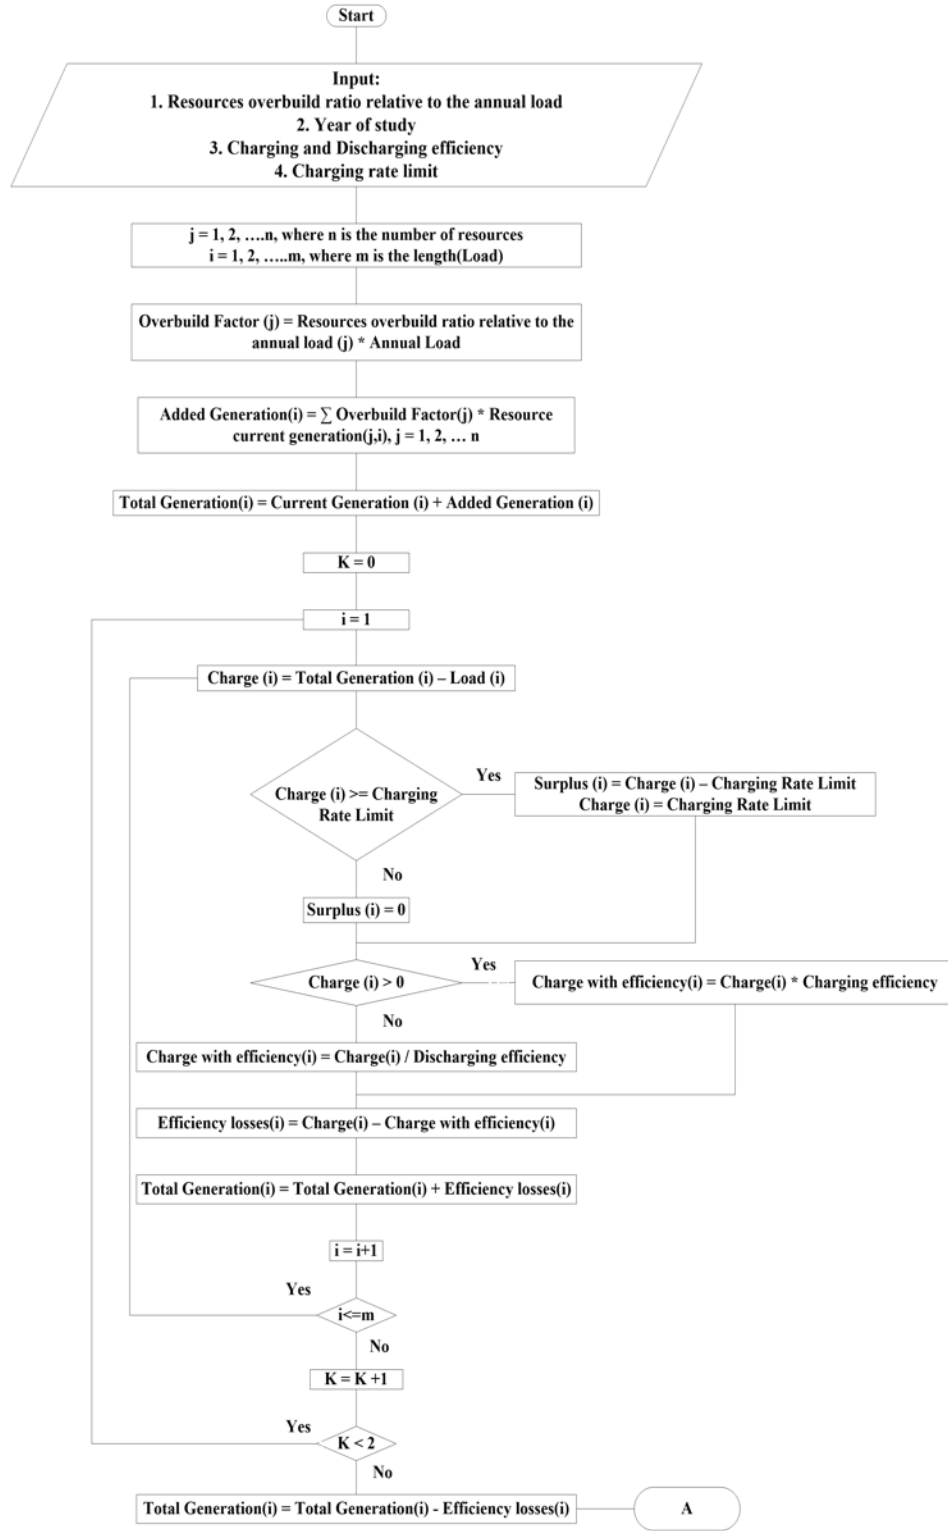 Start
Input:
1. Resources overbuild ratio relative to the annual load
2. Year of study
3. Charging and Discharging efficiency
4. Charging rate limit
j = 1, 2, ….n, where n is the number of resources
i = 1, 2, …..m, where m is the length(Load)
Overbuild Factor (j) = Resources overbuild ratio relative to the
annual load (j) * Annual Load
Added Generation(i) = ∑ Overbuild Factor(j) * Resource
current generation(j,i), j = 1, 2, … n
Total Generation(i) = Current Generation (i) + Added Generation (i)
K = 0
i = 1
Charge (i) = Total Generation (i) – Load (i)
Charge (i) >= Charging
Rate Limit
Yes
Surplus (i) = Charge (i) – Charging Rate Limit
Charge (i) = Charging Rate Limit
No
Surplus (i) = 0
Charge (i) > 0
Yes
Charge with efficiency(i) = Charge(i) * Charging efficiency
No
Charge with efficiency(i) = Charge(i) / Discharging efficiency
Efficiency losses(i) = Charge(i) – Charge with efficiency(i)
Total Generation(i) = Total Generation(i) + Efficiency losses(i)
i = i+1
Yes
i<=m
No
K = K +1
Yes
K < 2
No
Total Generation(i) = Total Generation(i) - Efficiency losses(i)
A